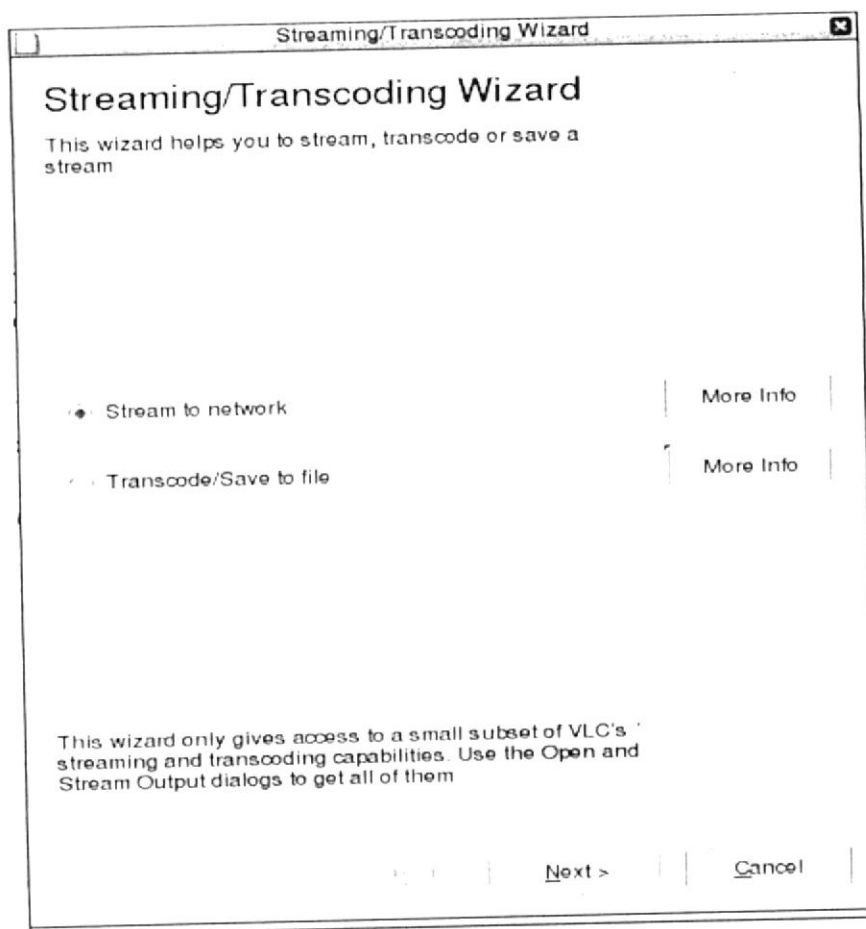 Streaming/Transcoding Wizard
Streaming/Transcoding Wizard
This wizard helps you to stream, transcode or save a
stream
Stream to network
More Info
Transcode/Save to file
More Info
This wizard only gives access to a small subset of VLC's
streaming and transcoding capabilities. Use the Open and
Stream Output dialogs to get all of them
Next >
Cancel